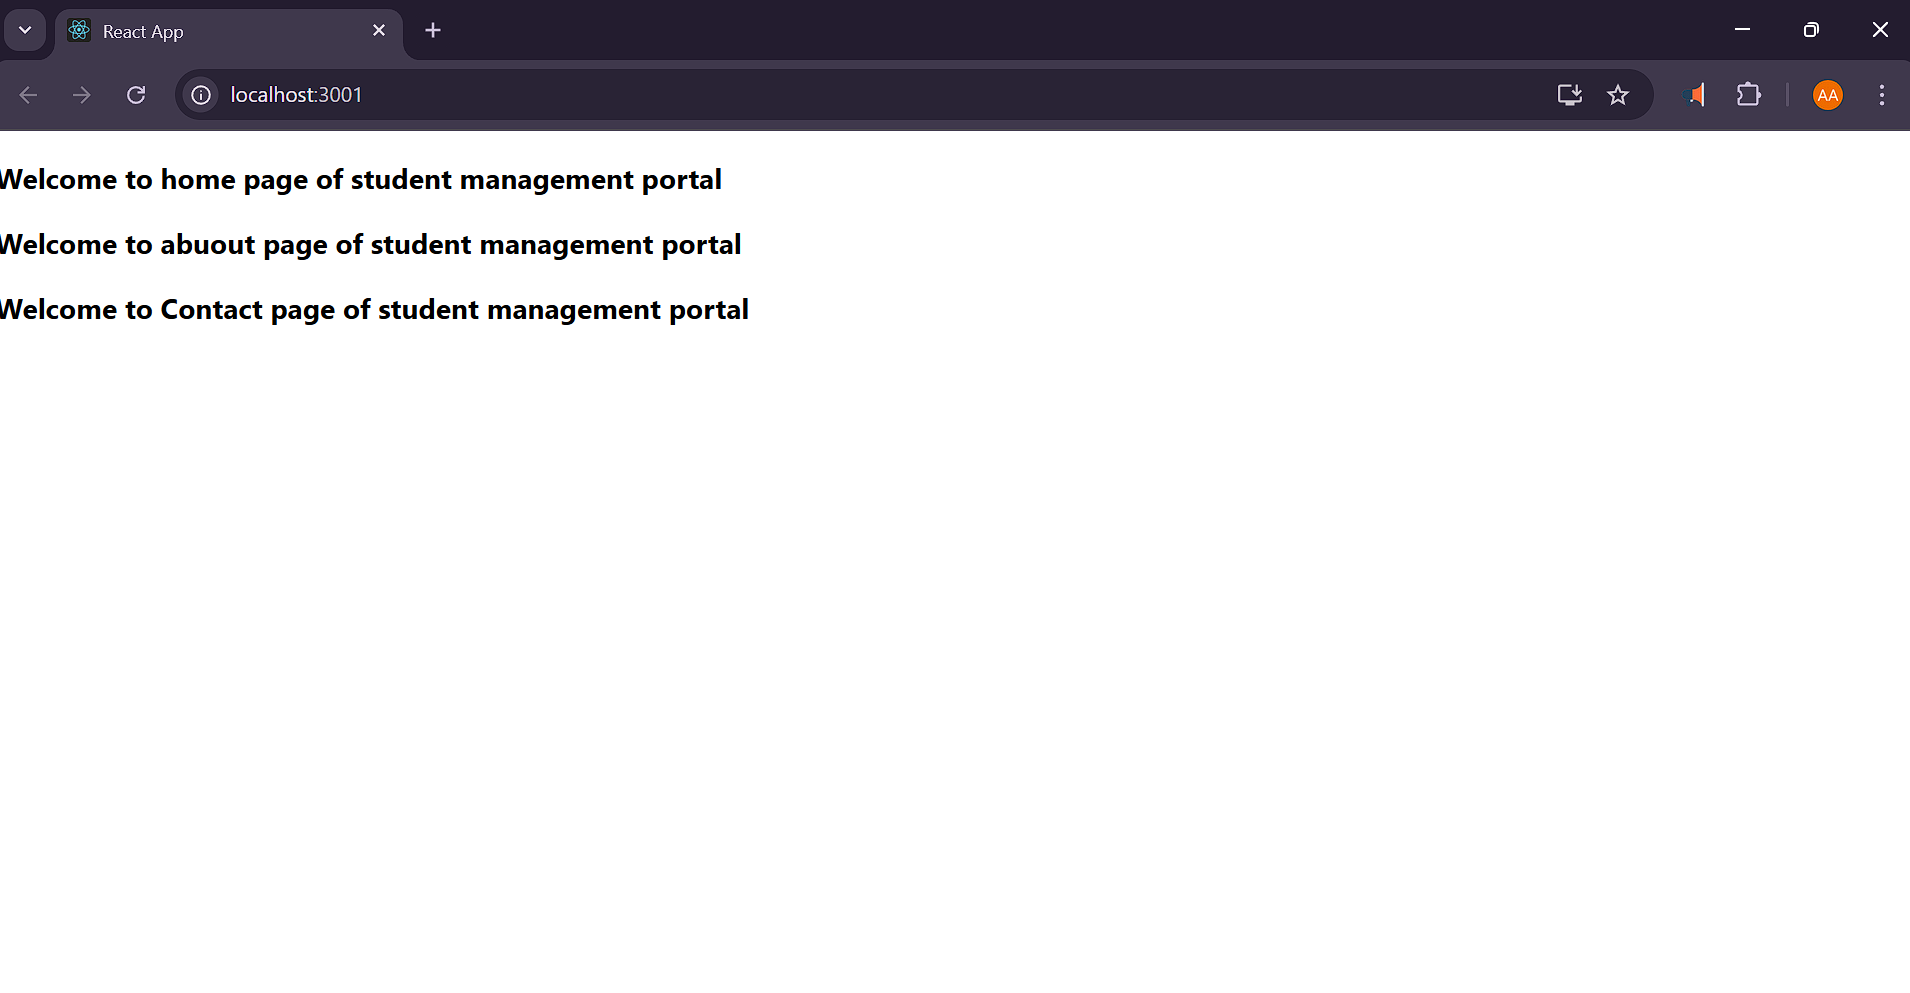 React App
localhost:3001
AA
Welcome to home page of student management portal
Welcome to abuout page of student management portal
Welcome to Contact page of student management portal